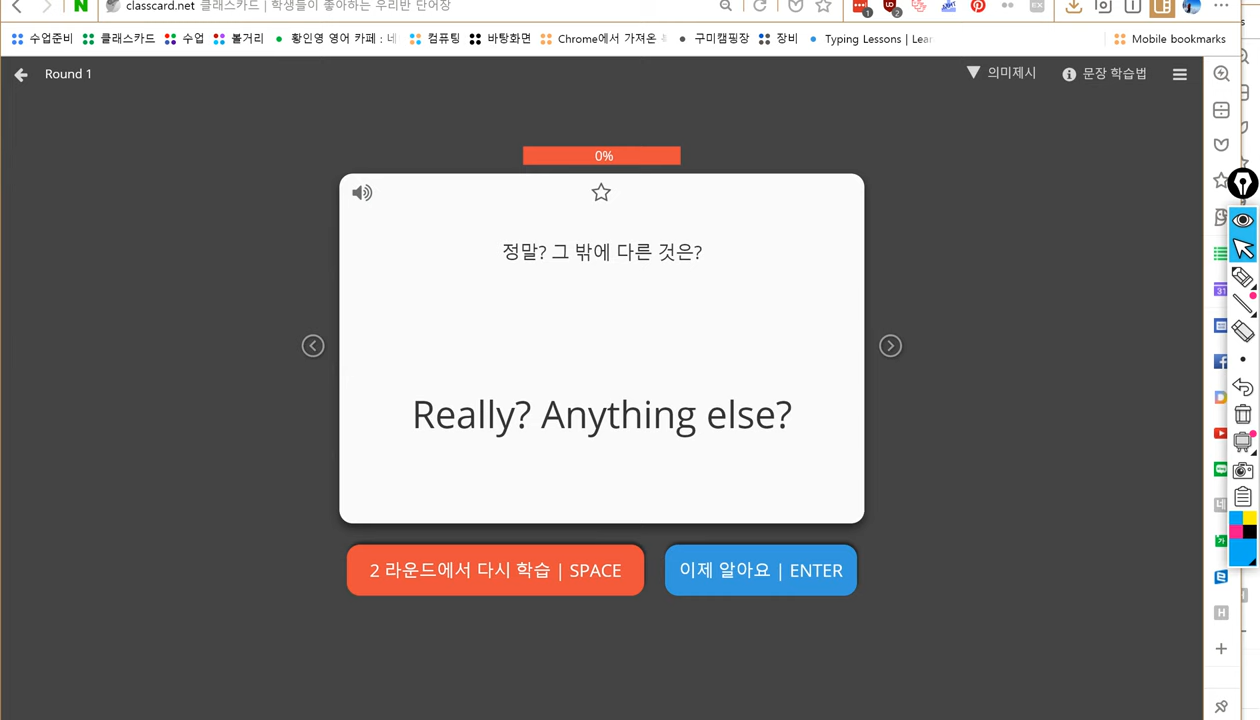 classcard.net 클래스카드 | 학생들이 좋아하는 우리반 단어장
수업준비 클래스카드 수업 볼거리 황인영 영어 카페 : 네 컴퓨팅 바탕화면 Chrome에서 가져온 구미캠핑장 장비 Typing Lessons | Lear Mobile bookmarks
Round 1 의미제시 문장 학습법
0%
정말? 그 밖에 다른 것은?
Really? Anything else?
2 라운드에서 다시 학습 | SPACE 이제 알아요 | ENTER